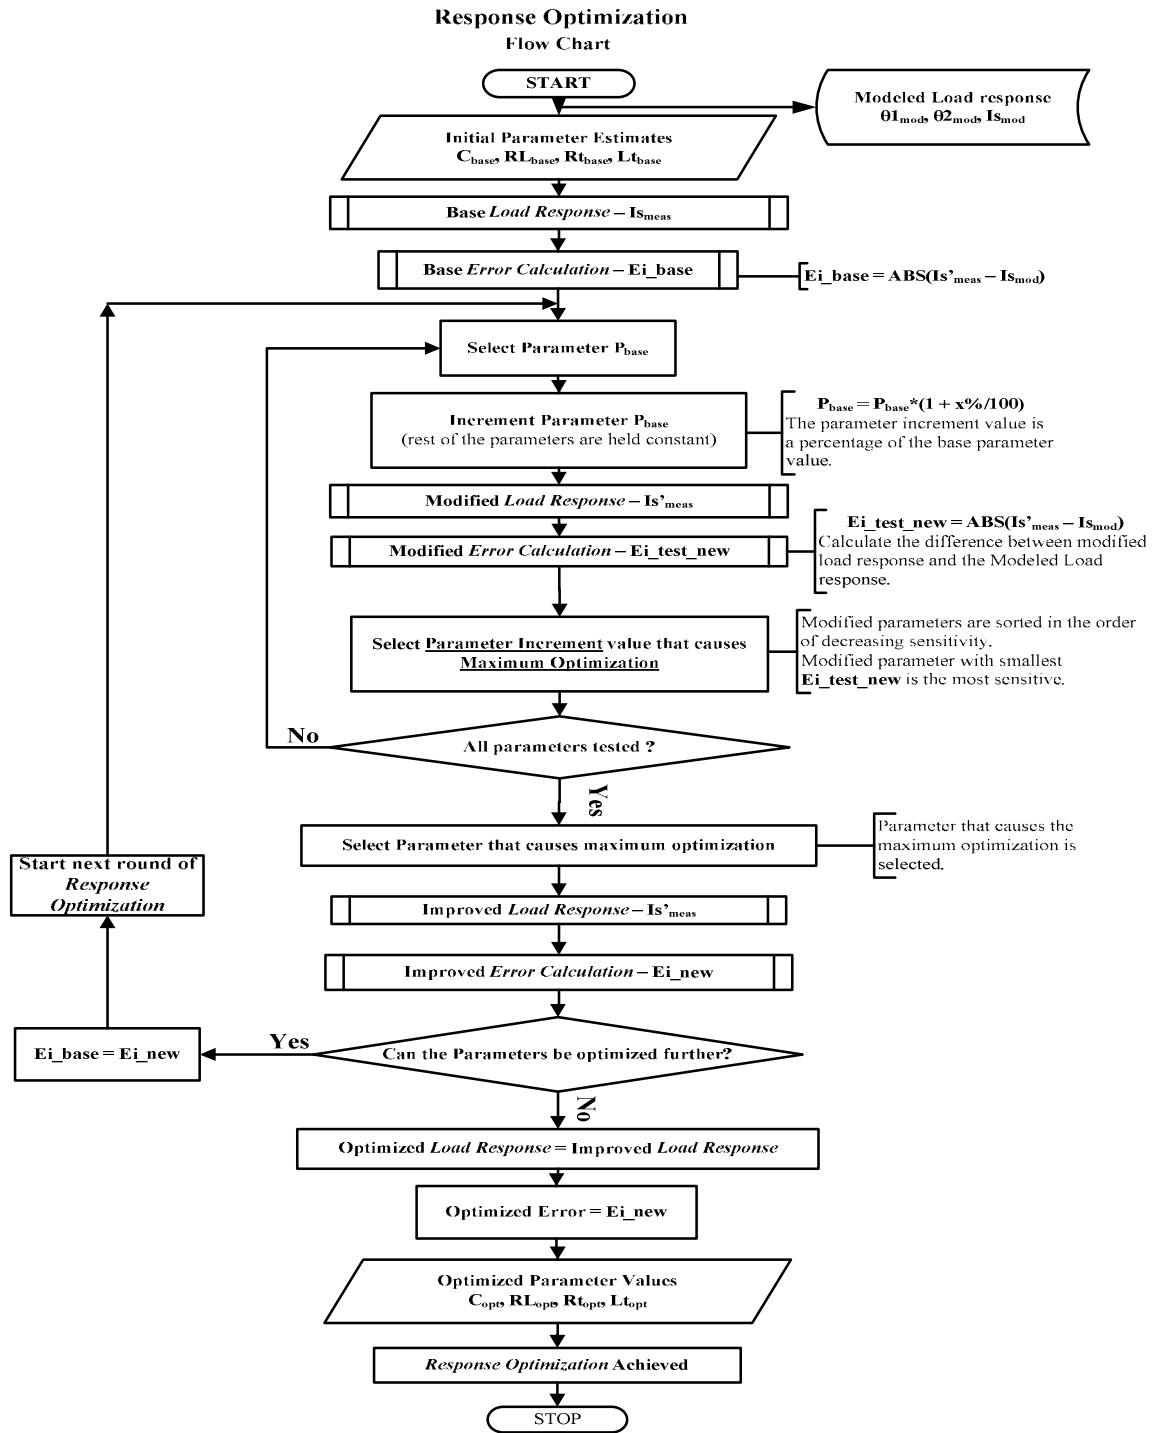 Response Optimization
Flow Chart
START
Modeled Load response
θ1mod, θ2mod, Ismod
Initial Parameter Estimates
Cbase, RLbase, Rtbase, Ltbase
Base Load Response – Ismeas
Base Error Calculation – Ei_base
Ei_base = ABS(Is’meas – Ismod)
Select Parameter Pbase
Increment Parameter Pbase
(rest of the parameters are held constant)
Pbase = Pbase*(1 + x%/100)
The parameter increment value is
a percentage of the base parameter
value.
Modified Load Response – Is’meas
Modified Error Calculation – Ei_test_new
Ei_test_new = ABS(Is’meas – Ismod)
Calculate the difference between modified
load response and the Modeled Load
response.
Select Parameter Increment value that causes
Maximum Optimization
Modified parameters are sorted in the order
of decreasing sensitivity.
Modified parameter with smallest
Ei_test_new is the most sensitive.
No
All parameters tested ?
Yes
Select Parameter that causes maximum optimization
Parameter that causes the
maximum optimization is
selected.
Start next round of
Response
Optimization
Improved Load Response – Is’meas
Improved Error Calculation – Ei_new
Ei_base = Ei_new
Yes
Can the Parameters be optimized further?
No
Optimized Load Response = Improved Load Response
Optimized Error = Ei_new
Optimized Parameter Values
Copt, RLopt, Rtopt, Ltopt
Response Optimization Achieved
STOP